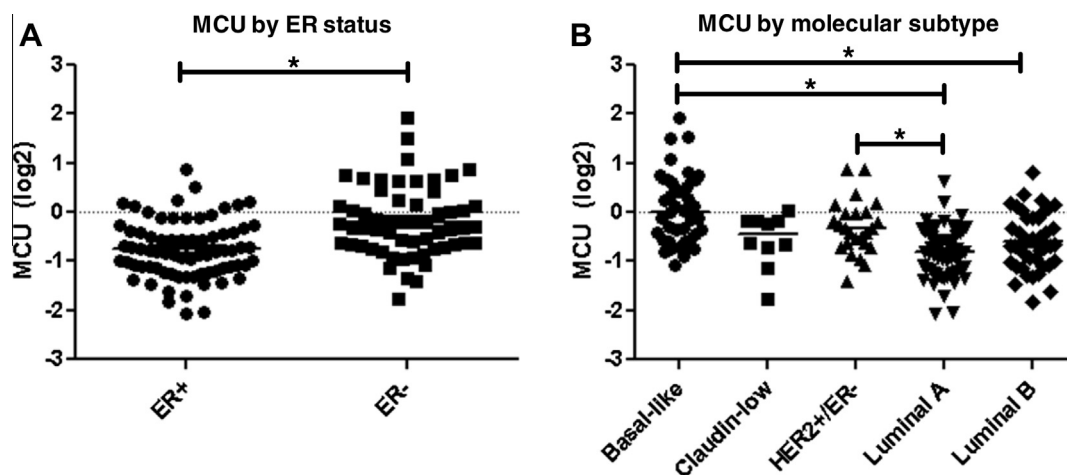 A
MCU by ER status
*
MCU (log2)
3
2
1
0
-1
-2
-3
ER+
ER-
B
MCU by molecular subtype
*
*
*
MCU (log2)
3
2
1
0
-1
-2
-3
Basal-like
Claudin-low
HER2+/ER-
Luminal A
Luminal B